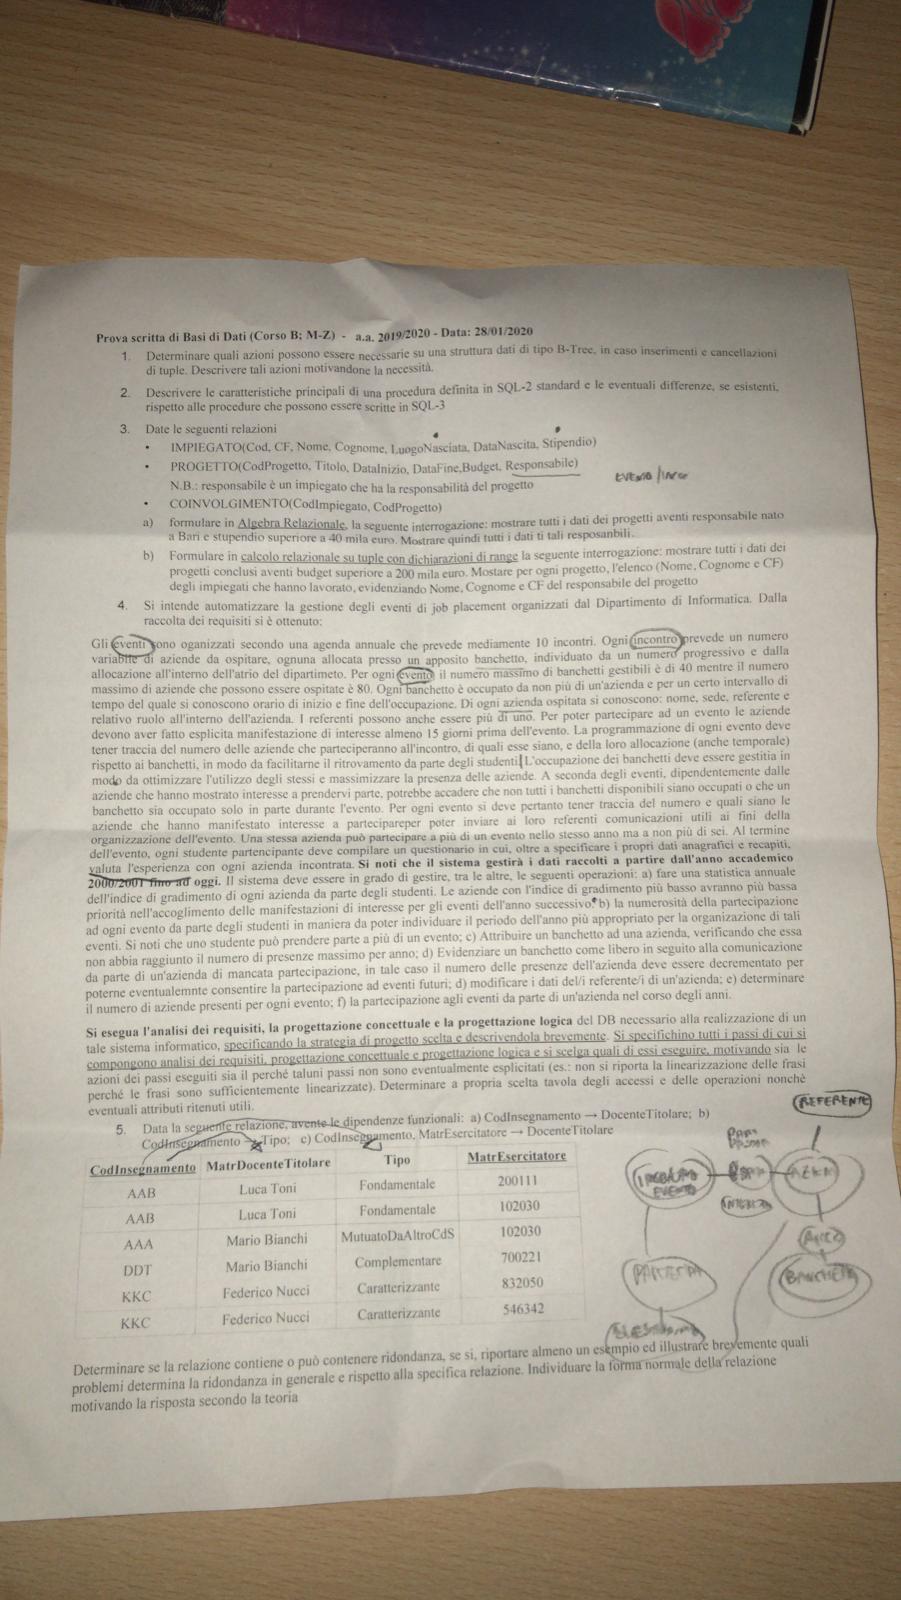 Prova scritta di Basi di Dati (Corso B: M-Z) - a.a. 2019/2020 - Data: 28/01/2020
1. Determinare quali azioni possono essere necessarie su una struttura dati di tipo B-Tree, in caso inserimenti e cancellazioni
di tuple. Descrivere tali azioni motivandone la necessità.
2. Descrivere le caratteristiche principali di una procedura definita in SQL-2 standard e le eventuali differenze, se esistenti,
rispetto alle procedure che possono essere scritte in SQL-3
3. Date le seguenti relazioni
• IMPIEGATO(Cod, CF, Nome, Cognome, LuogoNasciata, DataNascita, Stipendio)
• PROGETTO(CodProgetto, Titolo, DataInizio, DataFine,Budget, Responsabile)
N.B.: responsabile è un impiegato che ha la responsabilità del progetto
EVENTO
• COINVOLGIMENTO(CodImpiegato, CodProgetto)
a) formulare in Algebra Relazionale, la seguente interrogazione: mostrare tutti i dati dei progetti aventi responsabile nato
a Bari e stupendio superiore a 40 mila euro. Mostrare quindi tutti i dati ti tali resposanbili.
b) Formulare in calcolo relazionale su tuple con dichiarazioni di range la seguente interrogazione: mostrare tutti i dati dei
progetti conclusi aventi budget superiore a 200 mila euro. Mostare per ogni progetto, l'elenco (Nome, Cognome e CF)
degli impiegati che hanno lavorato, evidenziando Nome, Cognome e CF del responsabile del progetto
4. Si intende automatizzare la gestione degli eventi di job placement organizzati dal Dipartimento di Informatica. Dalla
raccolta dei requisiti si è ottenuto:
Gli eventi sono oganizzati secondo una agenda annuale che prevede mediamente 10 incontri. Ogni incontro prevede un numero
variabile di aziende da ospitare, ognuna allocata presso un apposito banchetto, individuato da un numero progressivo e dalla
allocazione all'interno dell'atrio del dipartimeto. Per ogni evento il numero massimo di banchetti gestibili è di 40 mentre il numero
massimo di aziende che possono essere ospitate è 80. Ogni banchetto è occupato da non più di un'azienda e per un certo intervallo di
tempo del quale si conoscono orario di inizio e fine dell'occupazione. Di ogni azienda ospitata si conoscono: nome, sede, referente e
relativo ruolo all'interno dell'azienda. I referenti possono anche essere più di uno. Per poter partecipare ad un evento le aziende
devono aver fatto esplicita manifestazione di interesse almeno 15 giorni prima dell'evento. La programmazione di ogni evento deve
tener traccia del numero delle aziende che parteciperanno all'incontro, di quali esse siano, e della loro allocazione (anche temporale)
rispetto ai banchetti, in modo da facilitarne il ritrovamento da parte degli studenti. L'occupazione dei banchetti deve essere gestitia in
modo da ottimizzare l'utilizzo degli stessi e massimizzare la presenza delle aziende. A seconda degli eventi, dipendentemente dalle
aziende che hanno mostrato interesse a prendervi parte, potrebbe accadere che non tutti i banchetti disponibili siano occupati o che un
banchetto sia occupato solo in parte durante l'evento. Per ogni evento si deve pertanto tener traccia del numero e quali siano le
aziende che hanno manifestato interesse a partecipareper poter inviare ai loro referenti comunicazioni utili ai fini della
organizzazione dell'evento. Una stessa azienda può partecipare a più di un evento nello stesso anno ma a non più di sei. Al termine
dell'evento, ogni studente partencipante deve compilare un questionario in cui, oltre a specificare i propri dati anagrafici e recapiti,
valuta l'esperienza con ogni azienda incontrata. Si noti che il sistema gestirà i dati raccolti a partire dall'anno accademico
2000/2001 fino ad oggi. Il sistema deve essere in grado di gestire, tra le altre, le seguenti operazioni: a) fare una statistica annuale
dell'indice di gradimento di ogni azienda da parte degli studenti. Le aziende con l'indice di gradimento più basso avranno più bassa
priorità nell'accoglimento delle manifestazioni di interesse per gli eventi dell'anno successivo. b) la numerosità della partecipazione
ad ogni evento da parte degli studenti in maniera da poter individuare il periodo dell'anno più appropriato per la organizzazione di tali
eventi. Si noti che uno studente può prendere parte a più di un evento; c) Attribuire un banchetto ad una azienda, verificando che essa
non abbia raggiunto il numero di presenze massimo per anno; d) Evidenziare un banchetto come libero in seguito alla comunicazione
da parte di un'azienda di mancata partecipazione, in tale caso il numero delle presenze dell'azienda deve essere decrementato per
poterne eventualemnte consentire la partecipazione ad eventi futuri; d) modificare i dati del/i referente/i di un'azienda; e) determinare
il numero di aziende presenti per ogni evento; f) la partecipazione agli eventi da parte di un'azienda nel corso degli anni.
Si esegua l'analisi dei requisiti, la progettazione concettuale e la progettazione logica del DB necessario alla realizzazione di un
tale sistema informatico, specificando la strategia di progetto scelta e descrivendola brevemente. Si specifichino tutti i passi di cui si
compongono analisi dei requisiti, progettazione concettuale e progettazione logica e si scelga quali di essi eseguire, motivando sia le
azioni dei passi eseguiti sia il perché taluni passi non sono eventualmente esplicitati (es.: non si riporta la linearizzazione delle frasi
perché le frasi sono sufficientemente linearizzate). Determinare a propria scelta tavola degli accessi e delle operazioni nonchè
eventuali attributi ritenuti utili.
REFERENTE
5. Data la seguente relazione, avente le dipendenze funzionali: a) CodInsegnamento → DocenteTitolare; b)
CodInsegnamento → Tipo; c) CodInsegnamento, MatrEsercitatore → DocenteTitolare
CodInsegnamento MatrDocenteTitolare Tipo MatrEsercitatore
AAB Luca Toni Fondamentale 200111
AAB Luca Toni Fondamentale 102030
AAA Mario Bianchi MutuatoDaAltroCdS 102030
DDT Mario Bianchi Complementare 700221
KKC Federico Nucci Caratterizzante 832050
KKC Federico Nucci Caratterizzante 546342
EVENTO
Determinare se la relazione contiene o può contenere ridondanza, se si, riportare almeno un esempio ed illustrare brevemente quali
problemi determina la ridondanza in generale e rispetto alla specifica relazione. Individuare la forma normale della relazione
motivando la risposta secondo la teoria